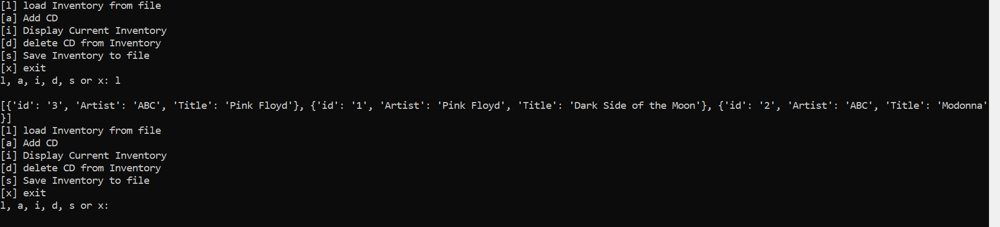 [l] load Inventory from file
[a] Add CD
[i] Display Current Inventory
[d] delete CD from Inventory
[s] Save Inventory to file
[x] exit
l, a, i, d, s or x: l
[{'id': '3', 'Artist': 'ABC', 'Title': 'Pink Floyd'}, {'id': '1', 'Artist': 'Pink Floyd', 'Title': 'Dark Side of the Moon'}, {'id': '2', 'Artist': 'ABC', 'Title': 'Modonna'
}]
[l] load Inventory from file
[a] Add CD
[i] Display Current Inventory
[d] delete CD from Inventory
[s] Save Inventory to file
[x] exit
l, a, i, d, s or x: